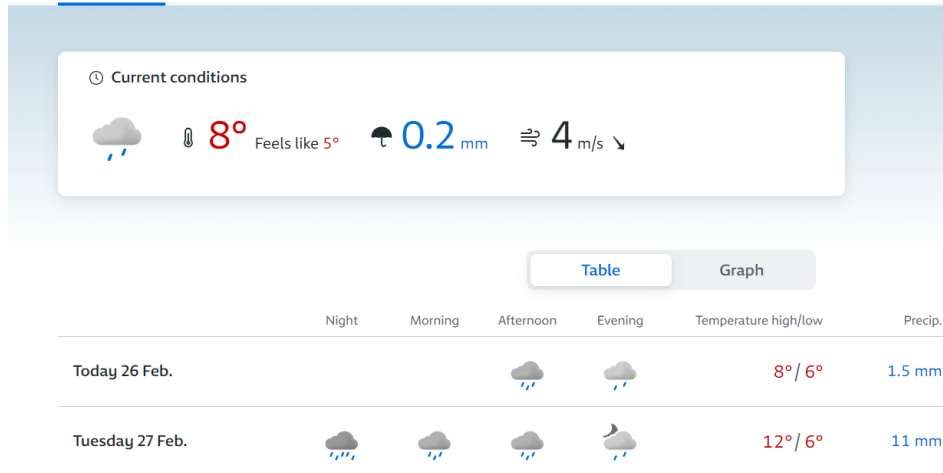 Current conditions
8° Feels like 5° 0.2 mm 4 m/s
Table Graph
Night Morning Afternoon Evening Temperature high/low Precip.
Today 26 Feb. 8°/ 6° 1.5 mm
Tuesday 27 Feb. 12°/ 6° 11 mm